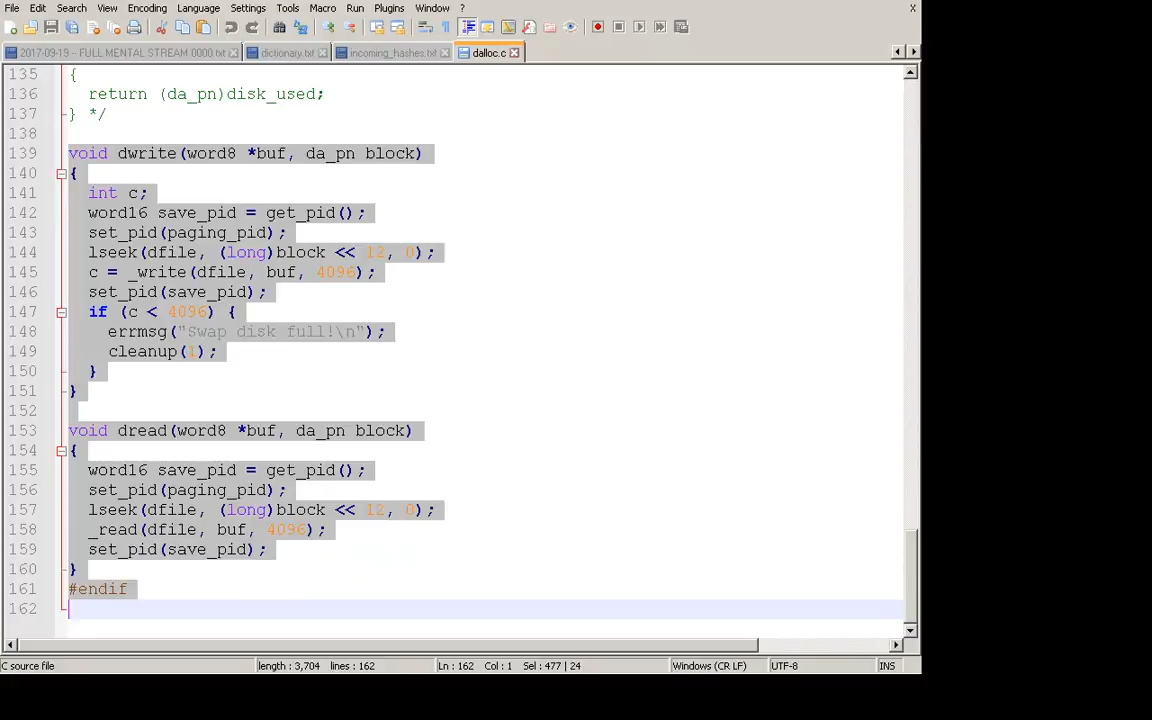 File Edit Search View Encoding Language Settings Tools Macro Run Plugins Window ? X
2017-09-19 -- FULL MENTAL STREAM 0000.txt dictionary.txt incoming_hashes.txt dalloc.c
135 {
136 return (da_pn)disk_used;
137 } */
138
139 void dwrite(word8 *buf, da_pn block)
140 {
141 int c;
142 word16 save_pid = get_pid();
143 set_pid(paging_pid);
144 lseek(dfile, (long)block << 12, 0);
145 c = _write(dfile, buf, 4096);
146 set_pid(save_pid);
147 if (c < 4096) {
148 errmsg("Swap disk full!\n");
149 cleanup(1);
150 }
151 }
152
153 void dread(word8 *buf, da_pn block)
154 {
155 word16 save_pid = get_pid();
156 set_pid(paging_pid);
157 lseek(dfile, (long)block << 12, 0);
158 _read(dfile, buf, 4096);
159 set_pid(save_pid);
160 }
161 #endif
162
C source file length : 3,704 lines : 162 Ln : 162 Col : 1 Sel : 477 | 24 Windows (CR LF) UTF-8 INS